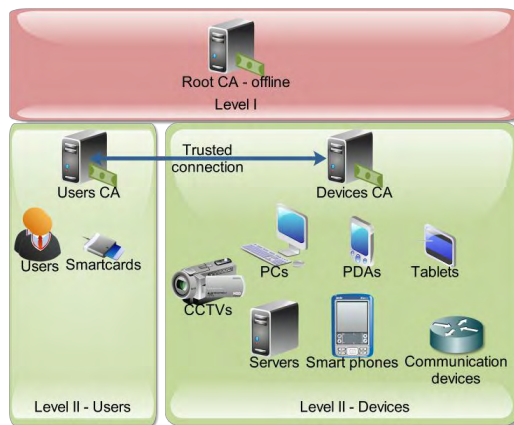 Root CA - offline
Level I
Trusted
connection
Users CA
Devices CA
Users
Smartcards
PCs
PDAs
Tablets
CCTVs
Servers
Smart phones
Communication
devices
Level II - Users
Level II - Devices